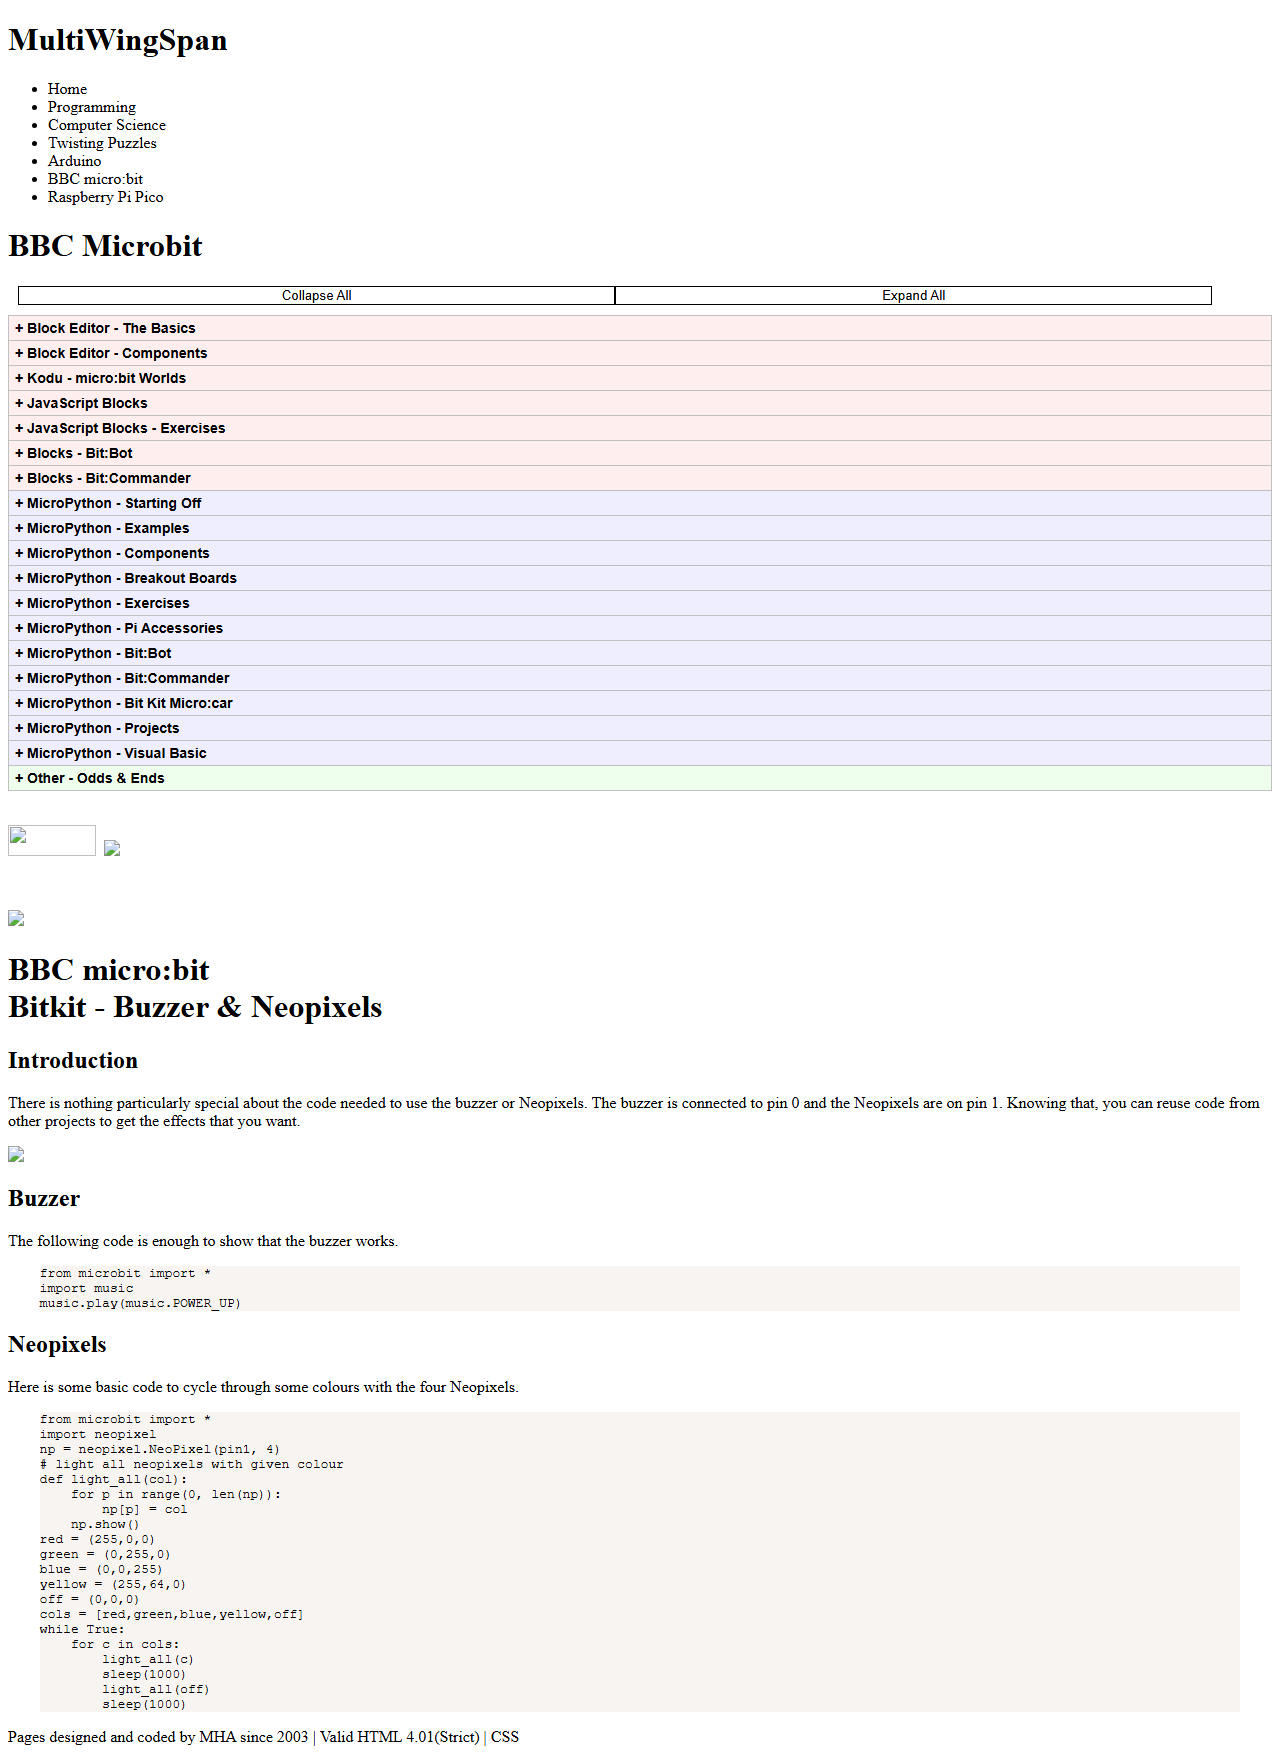 MultiWingSpan
Home
Programming
Computer Science
Twisting Puzzles
Arduino
BBC micro:bit
Raspberry Pi Pico
BBC Microbit
Collapse All
Expand All
+ Block Editor - The Basics
+ Block Editor - Components
+ Kodu - micro:bit Worlds
+ JavaScript Blocks
+ JavaScript Blocks - Exercises
+ Blocks - Bit:Bot
+ Blocks - Bit:Commander
+ MicroPython - Starting Off
+ MicroPython - Examples
+ MicroPython - Components
+ MicroPython - Breakout Boards
+ MicroPython - Exercises
+ MicroPython - Pi Accessories
+ MicroPython - Bit:Bot
+ MicroPython - Bit:Commander
+ MicroPython - Bit Kit Micro:car
+ MicroPython - Projects
+ MicroPython - Visual Basic
+ Other - Odds & Ends
BBC micro:bit
Bitkit - Buzzer & Neopixels
Introduction
There is nothing particularly special about the code needed to use the buzzer or Neopixels. The buzzer is connected to pin 0 and the Neopixels are on pin 1. Knowing that, you can reuse code from
other projects to get the effects that you want.
Buzzer
The following code is enough to show that the buzzer works.
from microbit import *
import music
music.play(music.POWER_UP)
Neopixels
Here is some basic code to cycle through some colours with the four Neopixels.
from microbit import *
import neopixel
np = neopixel.NeoPixel(pin1, 4)
# light all neopixels with given colour
def light_all(col):
    for p in range(0, len(np)):
        np[p] = col
    np.show()
red = (255,0,0)
green = (0,255,0)
blue = (0,0,255)
yellow = (255,64,0)
off = (0,0,0)
cols = [red,green,blue,yellow,off]
while True:
    for c in cols:
        light_all(c)
        sleep(1000)
        light_all(off)
        sleep(1000)
Pages designed and coded by MHA since 2003 | Valid HTML 4.01(Strict) | CSS